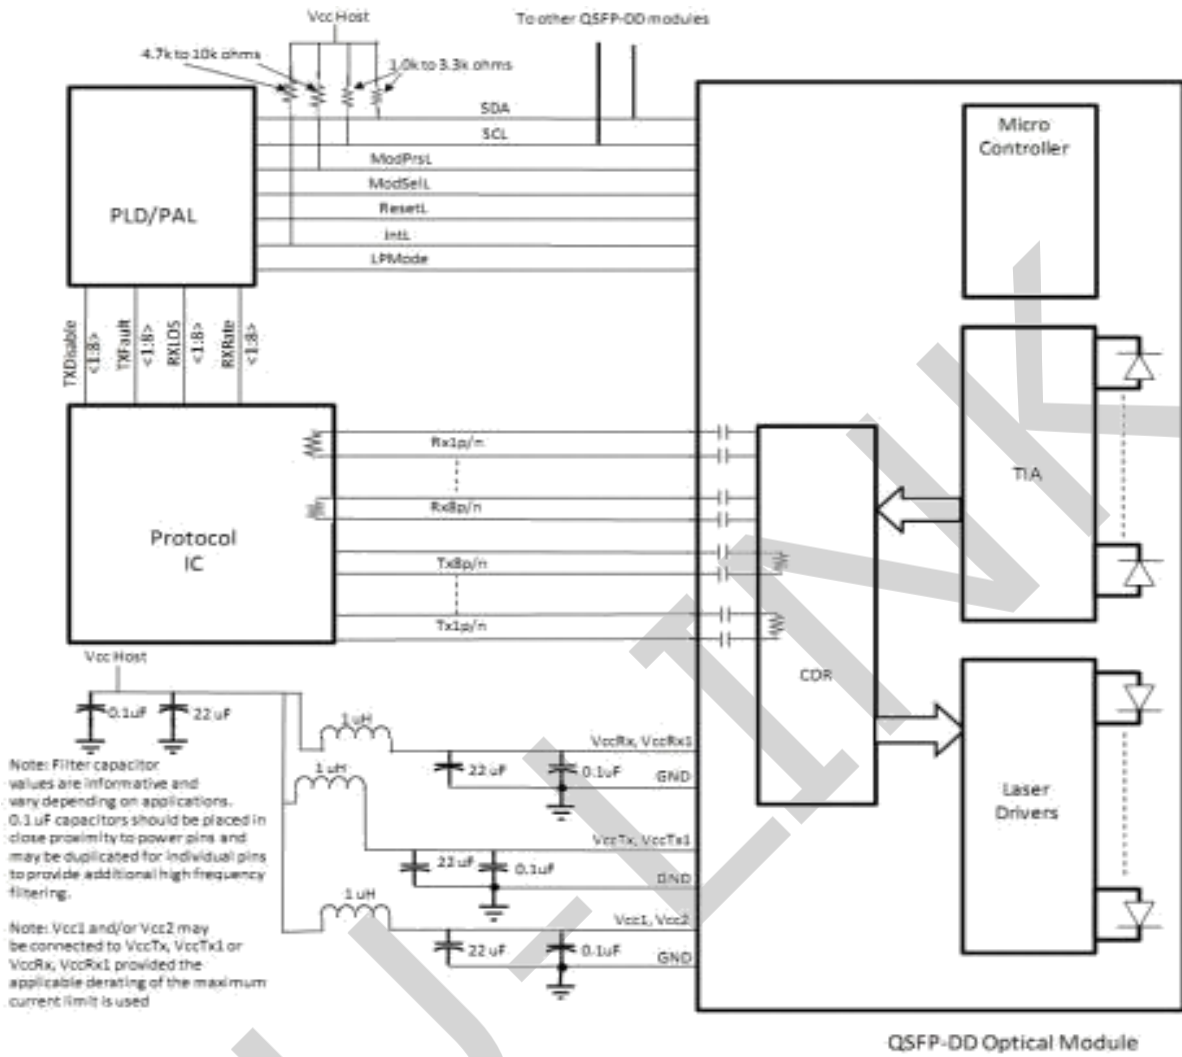 Vcc Host
To other QSFP-DD modules
4.7k to 10k ohms
1.0k to 3.3k ohms
SDA
SCL
ModPrsL
ModSelL
ResetL
IntL
LPMode
PLD/PAL
Micro
Controller
TXDisable
<1:8>
TXFault
<1:8>
RXLOS
<1:8>
RXRate
<1:8>
Rx1p/n
Rx8p/n
Tx8p/n
Tx1p/n
Protocol
IC
TIA
CDR
Laser
Drivers
Vcc Host
0.1uF
22 uF
1 uH
VccRx, VccRx1
22 uF
0.1uF
GND
1 uH
VccTx, VccTx1
22 uF
0.1uF
GND
1 uH
Vcc1, Vcc2
22 uF
0.1uF
GND
Note: Filter capacitor
values are informative and
vary depending on applications.
0.1 uF capacitors should be placed in
close proximity to power pins and
may be duplicated for individual pins
to provide additional high frequency
filtering.
Note: Vcc1 and/or Vcc2 may
be connected to VccTx, VccTx1 or
VccRx, VccRx1 provided the
applicable derating of the maximum
current limit is used
QSFP-DD Optical Module
-LINK